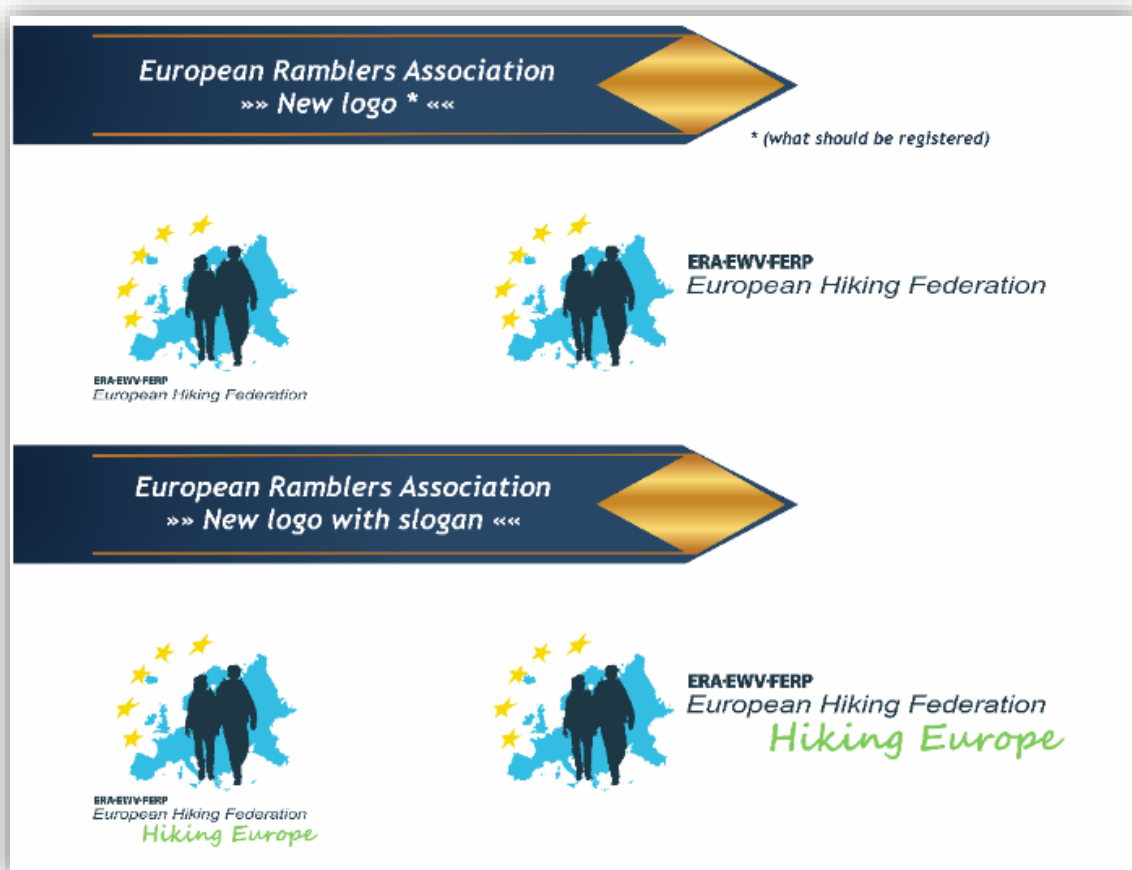 European Ramblers Association
»» New logo * ««
* (what should be registered)
ERA-EWV-FERP
European Hiking Federation
ERA-EWV-FERP
European Hiking Federation
European Ramblers Association
»» New logo with slogan ««
ERA-EWV-FERP
European Hiking Federation
Hiking Europe
ERA-EWV-FERP
European Hiking Federation
Hiking Europe